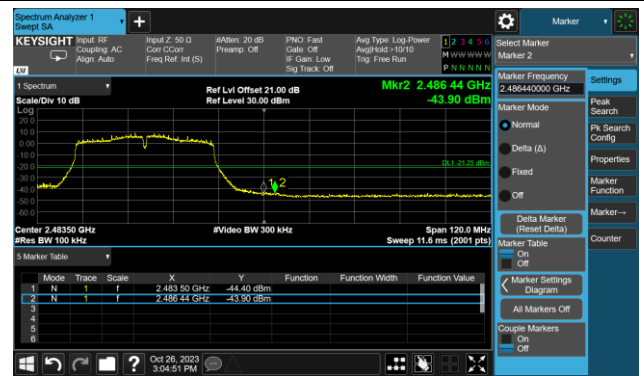 Spectrum Analyzer 1
Swept SA
Marker
KEYSIGHT
Input: RF
Coupling: AC
Align: Auto
Input Z: 50 Ω
Corr CCorr
Freq Ref: Int (S)
#Atten: 20 dB
Preamp: Off
PNO: Fast
Gate: Off
IF Gain: Low
Sig Track: Off
Avg Type: Log-Power
Avg|Hold:>10/10
Trig: Free Run
1 2 3 4 5 6
M W W W W W
P N N N N N
LXI
Select Marker
Marker 2
1 Spectrum
Scale/Div 10 dB
Log
Ref Lvl Offset 21.00 dB
Ref Level 30.00 dBm
Mkr2 2.486 44 GHz
-43.90 dBm
20.0
10.0
0.00
-10.0
-20.0
-30.0
-40.0
-50.0
-60.0
DL1 -21.25 dBm
1
2
Center 2.48350 GHz
#Res BW 100 kHz
#Video BW 300 kHz
Span 120.0 MHz
Sweep 11.6 ms (2001 pts)
5 Marker Table
Mode Trace Scale X Y Function Function Width Function Value
1 N 1 f 2.483 50 GHz -44.40 dBm
2 N 1 f 2.486 44 GHz -43.90 dBm
3
4
5
6
Marker Frequency
2.486440000 GHz
Marker Mode
Normal
Delta (Δ)
Fixed
Off
Delta Marker
(Reset Delta)
Marker Table
On
Off
Marker Settings
Diagram
All Markers Off
Couple Markers
On
Off
Settings
Peak
Search
Pk Search
Config
Properties
Marker
Function
Marker→
Counter
?
Oct 26, 2023
3:04:51 PM